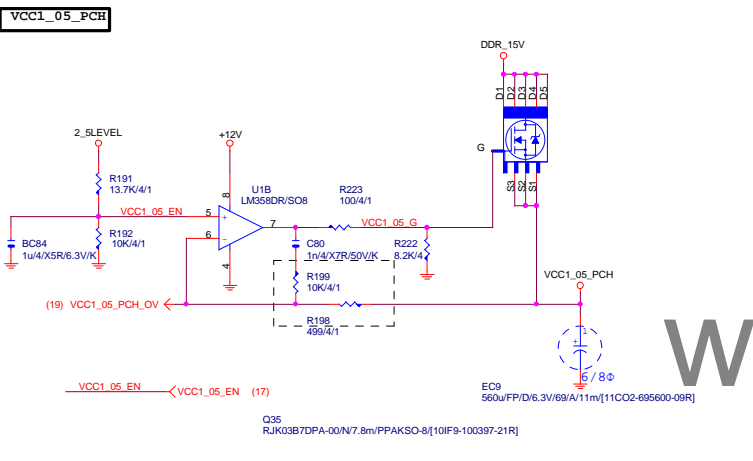 VCC1_05_PCH
DDR_15V
D1
D2
D3
D4
D5
G
S3
S2
S1
2_5LEVEL
+12V
R191
13.7K/4/1
8
U1B
LM358DR/SO8
R223
100/4/1
VCC1_05_EN
5
+
7
VCC1_05_G
6
-
BC84
1u/4/X5R/6.3V/K
R192
10K/4/1
4
C80
1n/4/X7R/50V/K
R222
8.2K/4
R199
10K/4/1
VCC1_05_PCH
(19) VCC1_05_PCH_OV
R198
499/4/1
1
+
6/8Φ
W
VCC1_05_EN
VCC1_05_EN (17)
EC9
560u/FP/D/6.3V/69/A/11m/[11CO2-695600-09R]
Q35
RJK03B7DPA-00/N/7.8m/PPAKSO-8/[10IF9-100397-21R]